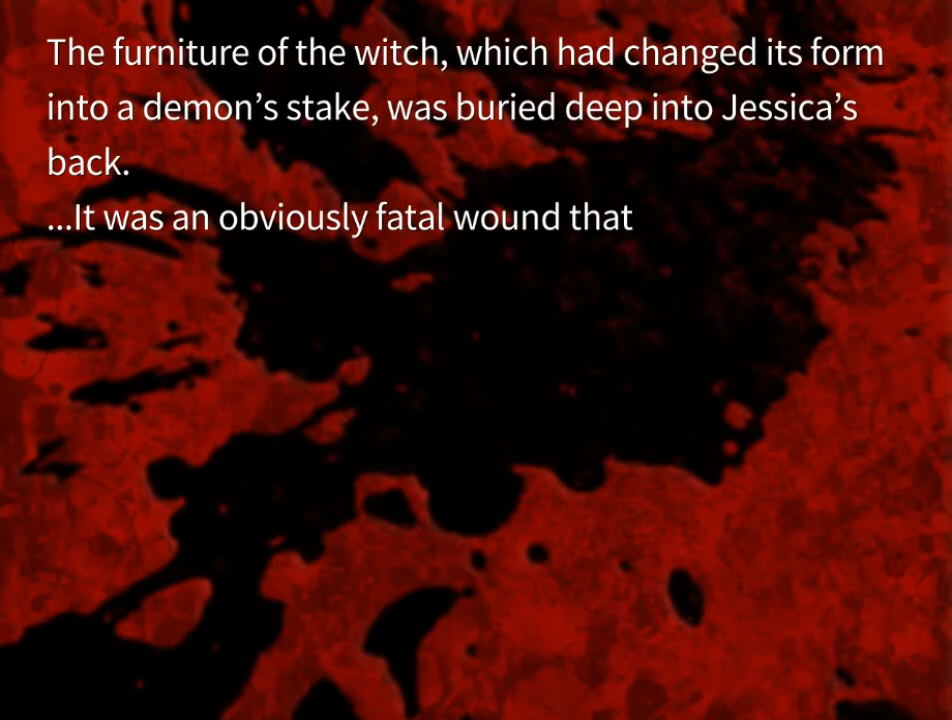 The furniture of the witch, which had changed its form
into a demon’s stake, was buried deep into Jessica’s
back.
...It was an obviously fatal wound that